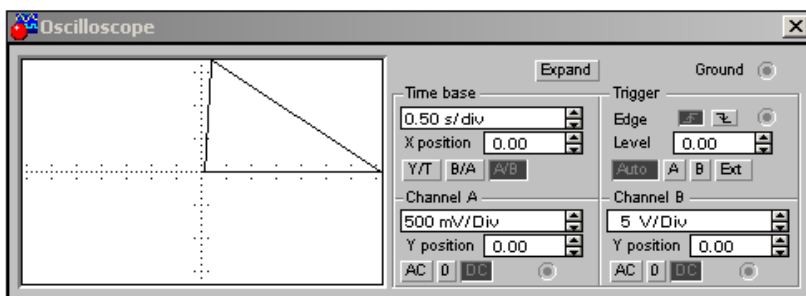 Oscilloscope
Expand
Ground
Time base
0.50 s/div
X position 0.00
Y/T B/A A/B
Trigger
Edge
Level 0.00
Auto A B Ext
Channel A
500 mV/Div
Y position 0.00
AC 0 DC
Channel B
5 V/Div
Y position 0.00
AC 0 DC